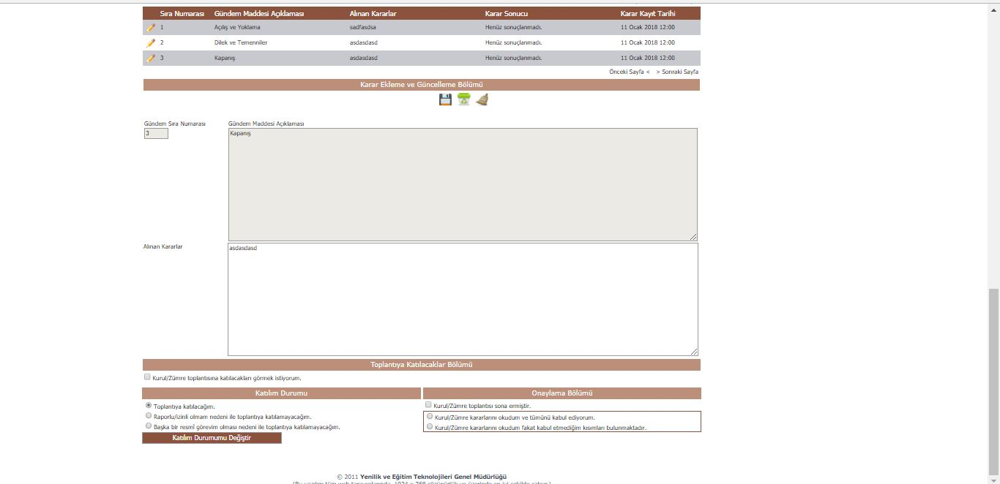 Sıra Numarası Gündem Maddesi Açıklaması Alınan Kararlar Karar Sonucu Karar Kayıt Tarihi
1 Açılış ve Yoklama sadfasdsa Henüz sonuçlanmadı. 11 Ocak 2018 12:00
2 Dilek ve Temenniler asdasdasd Henüz sonuçlanmadı. 11 Ocak 2018 12:00
3 Kapanış asdasdasd Henüz sonuçlanmadı. 11 Ocak 2018 12:00
Önceki Sayfa < > Sonraki Sayfa
Karar Ekleme ve Güncelleme Bölümü
Gündem Sıra Numarası Gündem Maddesi Açıklaması
3 Kapanış
Alınan Kararlar asdasdasd
Toplantıya Katılacaklar Bölümü
Kurul/Zümre toplantısına katılacakları görmek istiyorum.
Katılım Durumu Onaylama Bölümü
Toplantıya katılacağım. Kurul/Zümre toplantısı sona ermiştir.
Raporlu/izinli olmam nedeni ile toplantıya katılamayacağım. Kurul/Zümre kararlarını okudum ve tümünü kabul ediyorum.
Başka bir resmî görevim olması nedeni ile toplantıya katılamayacağım. Kurul/Zümre kararlarını okudum fakat kabul etmediğim kısımları bulunmaktadır.
Katılım Durumumu Değiştir
© 2011 Yenilik ve Eğitim Teknolojileri Genel Müdürlüğü
(Bu yazılım tüm web tarayıcılarında, 1024 x 768 çözünürlük ve üzerinde en iyi şekilde çalışır.)